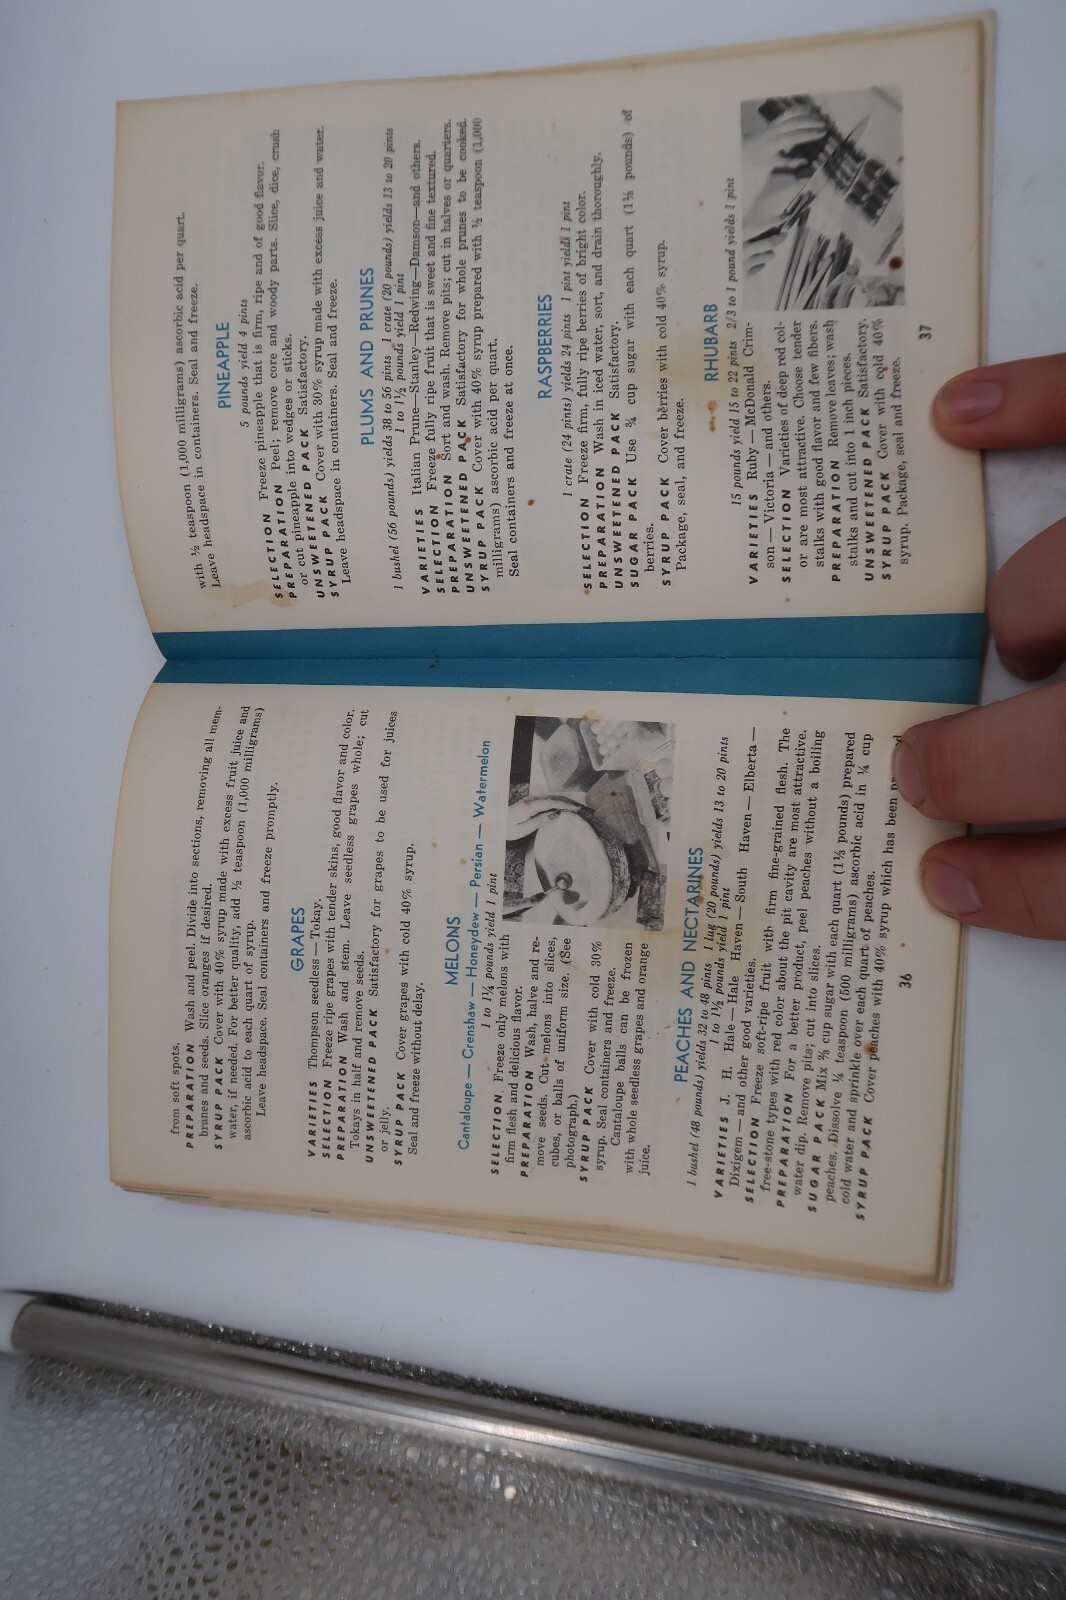 from soft spots.
PREPARATION Wash and peel. Divide into sections, removing all mem-
branes and seeds. Slice oranges if desired.
SYRUP PACK Cover with 40% syrup made with excess fruit juice and
water, if needed. For better quality, add ½ teaspoon (1,000 milligrams)
ascorbic acid to each quart of syrup.
Leave headspace. Seal containers and freeze promptly.
GRAPES
VARIETIES Thompson seedless — Tokay.
SELECTION Freeze ripe grapes with tender skins, good flavor and color.
PREPARATION Wash and stem. Leave seedless grapes whole; cut
Tokays in half and remove seeds.
UNSWEETENED PACK Satisfactory for grapes to be used for juices
or jelly.
SYRUP PACK Cover grapes with cold 40% syrup.
Seal and freeze without delay.
MELONS
Cantaloupe — Crenshaw — Honeydew — Persian — Watermelon
1 to 1¼ pounds yield 1 pint
SELECTION Freeze only melons with
firm flesh and delicious flavor.
PREPARATION Wash, halve and re-
move seeds. Cut melons into slices,
cubes, or balls of uniform size. (See
photograph.)
SYRUP PACK Cover with cold 30%
syrup. Seal containers and freeze.
Cantaloupe balls can be frozen
with whole seedless grapes and orange
juice.
PEACHES AND NECTARINES
1 bushel (48 pounds) yields 32 to 48 pints 1 lug (20 pounds) yields 13 to 20 pints
1 to 1½ pounds yield 1 pint
VARIETIES J. H. Hale — Hale Haven — South Haven — Elberta —
Dixigem — and other good varieties.
SELECTION Freeze soft-ripe fruit with firm fine-grained flesh. The
free-stone types with red color about the pit cavity are most attractive.
PREPARATION For a better product, peel peaches without a boiling
water dip. Remove pits; cut into slices.
SUGAR PACK Mix ⅔ cup sugar with each quart (1⅓ pounds) prepared
peaches. Dissolve ¼ teaspoon (500 milligrams) ascorbic acid in ¼ cup
cold water and sprinkle over each quart of peaches.
SYRUP PACK Cover peaches with 40% syrup which has been
36
with ½ teaspoon (1,000 milligrams) ascorbic acid per quart.
Leave headspace in containers. Seal and freeze.
PINEAPPLE
5 pounds yield 4 pints
SELECTION Freeze pineapple that is firm, ripe and of good flavor.
PREPARATION Peel; remove core and woody parts. Slice, dice, crush
or cut pineapple into wedges or sticks.
UNSWEETENED PACK Satisfactory.
SYRUP PACK Cover with 30% syrup made with excess juice and water.
Leave headspace in containers. Seal and freeze.
PLUMS AND PRUNES
1 bushel (56 pounds) yields 38 to 56 pints 1 crate (20 pounds) yields 13 to 20 pints
1 to 1½ pounds yield 1 pint
VARIETIES Italian Prune—Stanley—Redwing—Damson—and others.
SELECTION Freeze fully ripe fruit that is sweet and fine textured.
PREPARATION Sort and wash. Remove pits; cut in halves or quarters.
UNSWEETENED PACK Satisfactory for whole prunes to be cooked.
SYRUP PACK Cover with 40% syrup prepared with ½ teaspoon (1,000
milligrams) ascorbic acid per quart.
Seal containers and freeze at once.
RASPBERRIES
1 crate (24 pints) yields 24 pints 1 pint yields 1 pint
SELECTION Freeze firm, fully ripe berries of bright color.
PREPARATION Wash in iced water, sort, and drain thoroughly.
UNSWEETENED PACK Satisfactory.
SUGAR PACK Use ¾ cup sugar with each quart (1⅓ pounds) of
berries.
SYRUP PACK Cover berries with cold 40% syrup.
Package, seal, and freeze.
RHUBARB
15 pounds yield 15 to 22 pints 2/3 to 1 pound yields 1 pint
VARIETIES Ruby — McDonald Crim-
son — Victoria — and others.
SELECTION Varieties of deep red col-
or are most attractive. Choose tender
stalks with good flavor and few fibers.
PREPARATION Remove leaves; wash
stalks and cut into 1 inch pieces.
UNSWEETENED PACK Satisfactory.
SYRUP PACK Cover with cold 40%
syrup. Package, seal and freeze.
37